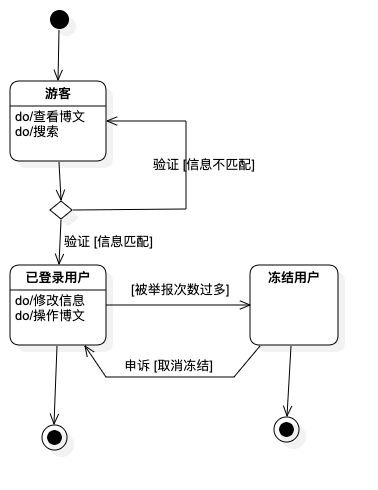 游客
do/查看博文
do/搜索
验证 [信息不匹配]
验证 [信息匹配]
已登录用户
do/修改信息
do/操作博文
[被举报次数过多]
冻结用户
申诉 [取消冻结]